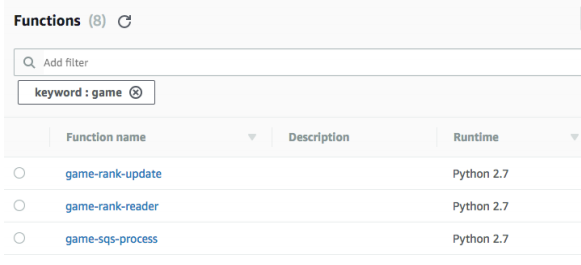 Functions (8)
Add filter
keyword : game
Function name Description Runtime
game-rank-update Python 2.7
game-rank-reader Python 2.7
game-sqs-process Python 2.7